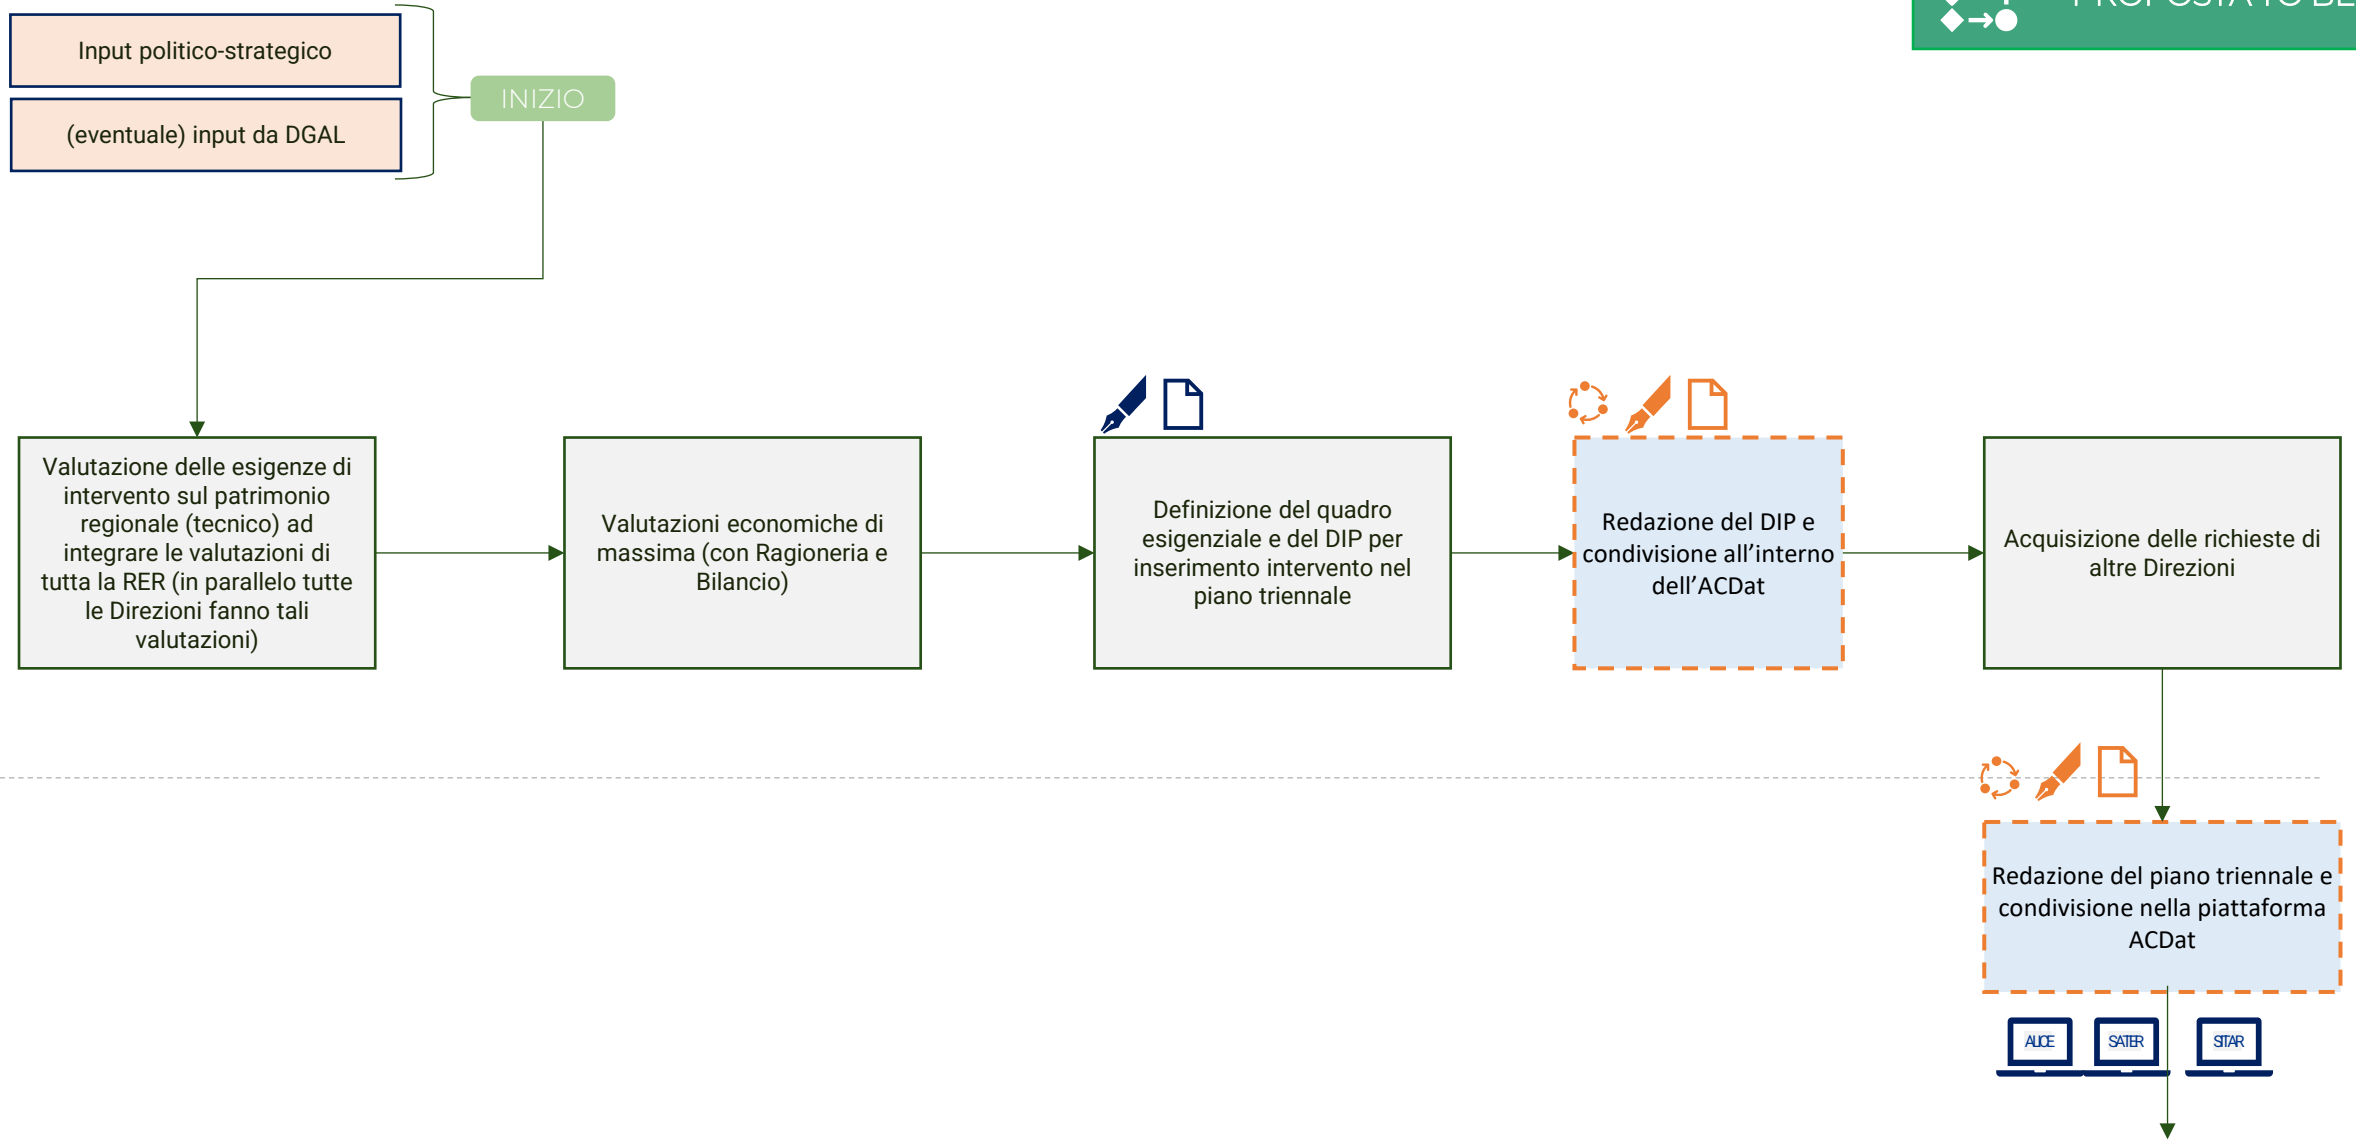 PROPOSTA TO BE
Input politico-strategico
(eventuale) input da DGAL
INIZIO
Valutazione delle esigenze di
intervento sul patrimonio
regionale (tecnico) ad
integrare le valutazioni di
tutta la RER (in parallelo tutte
le Direzioni fanno tali
valutazioni)
Valutazioni economiche di
massima (con Ragioneria e
Bilancio)
Definizione del quadro
esigenziale e del DIP per
inserimento intervento nel
piano triennale
Redazione del DIP e
condivisione all’interno
dell’ACDat
Acquisizione delle richieste di
altre Direzioni
Redazione del piano triennale e
condivisione nella piattaforma
ACDat
ALICE
SATER
SITAR